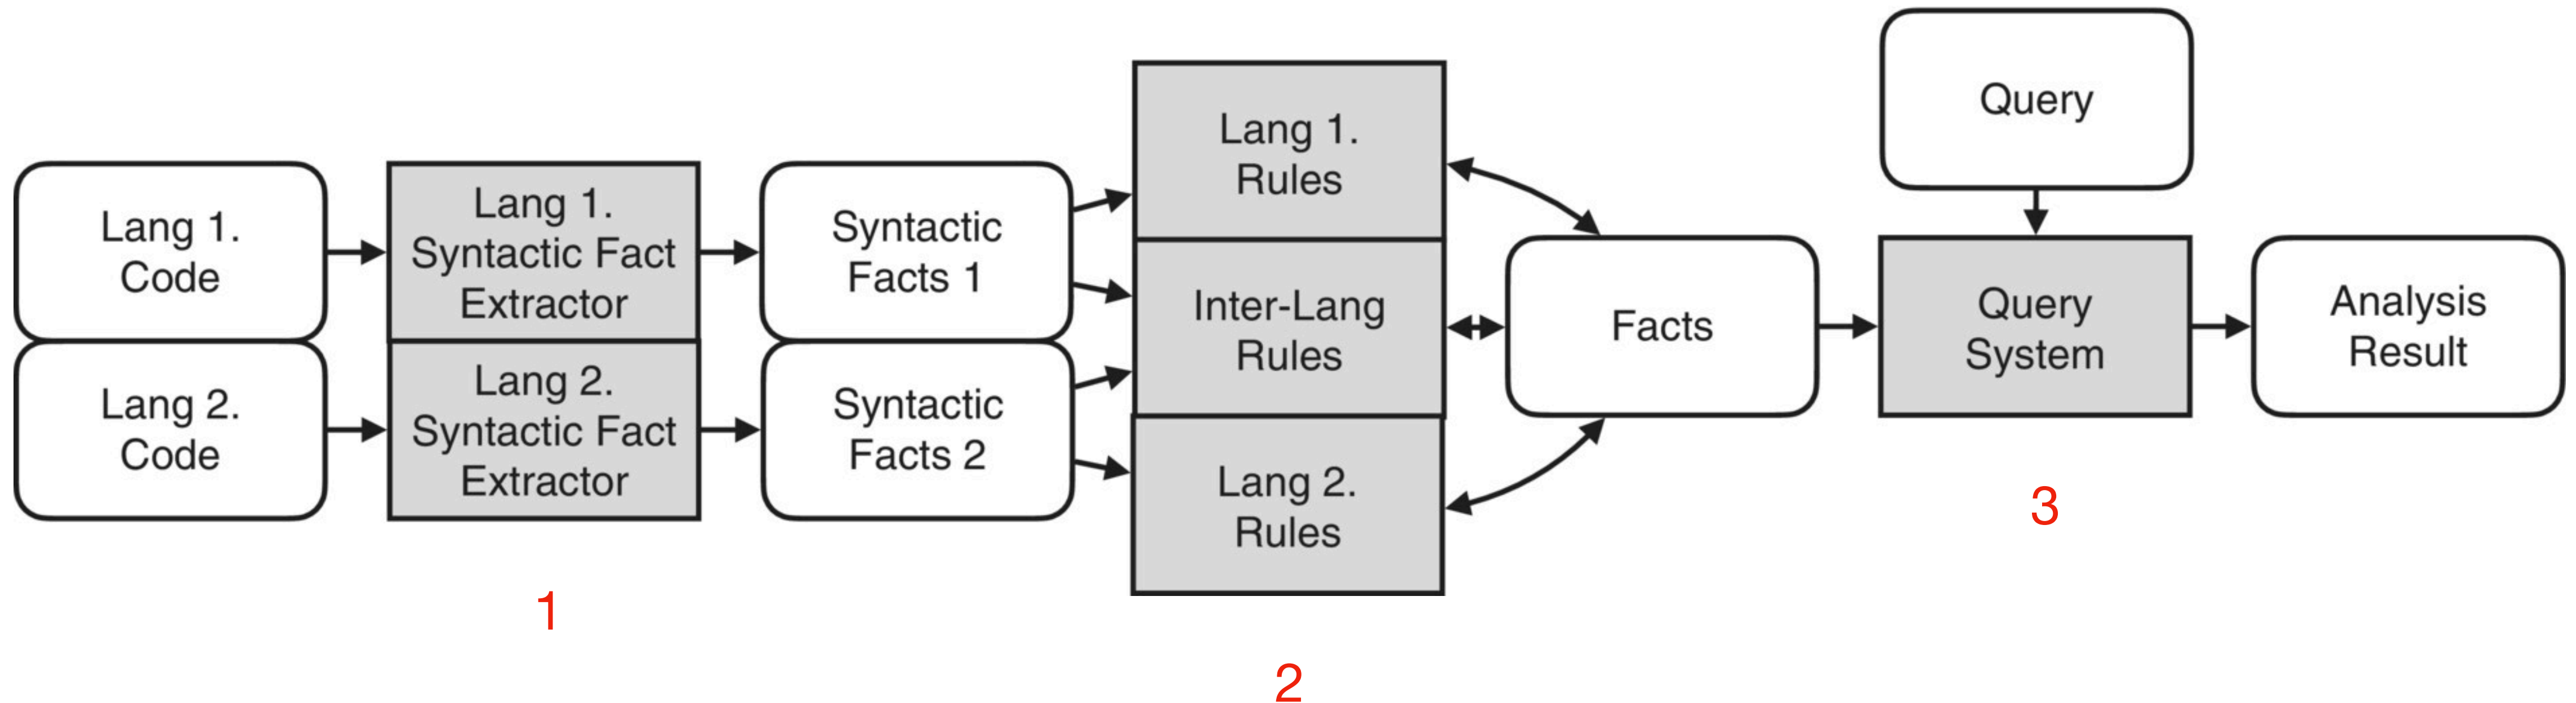 Lang 1.
Code
Lang 2.
Code
Lang 1.
Syntactic Fact
Extractor
Lang 2.
Syntactic Fact
Extractor
1
Syntactic
Facts 1
Syntactic
Facts 2
Lang 1.
Rules
Inter-Lang
Rules
Lang 2.
Rules
2
Facts
Query
Query
System
3
Analysis
Result